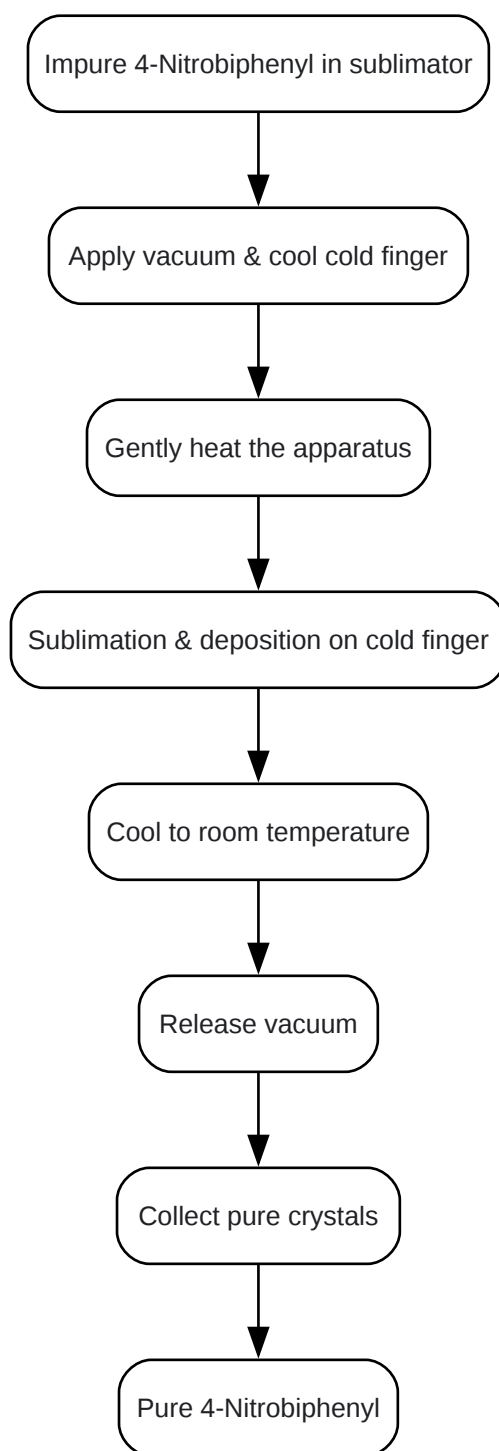 Impure 4-Nitrobiphenyl in sublimator
Apply vacuum & cool cold finger
Gently heat the apparatus
Sublimation & deposition on cold finger
Cool to room temperature
Release vacuum
Collect pure crystals
Pure 4-Nitrobiphenyl